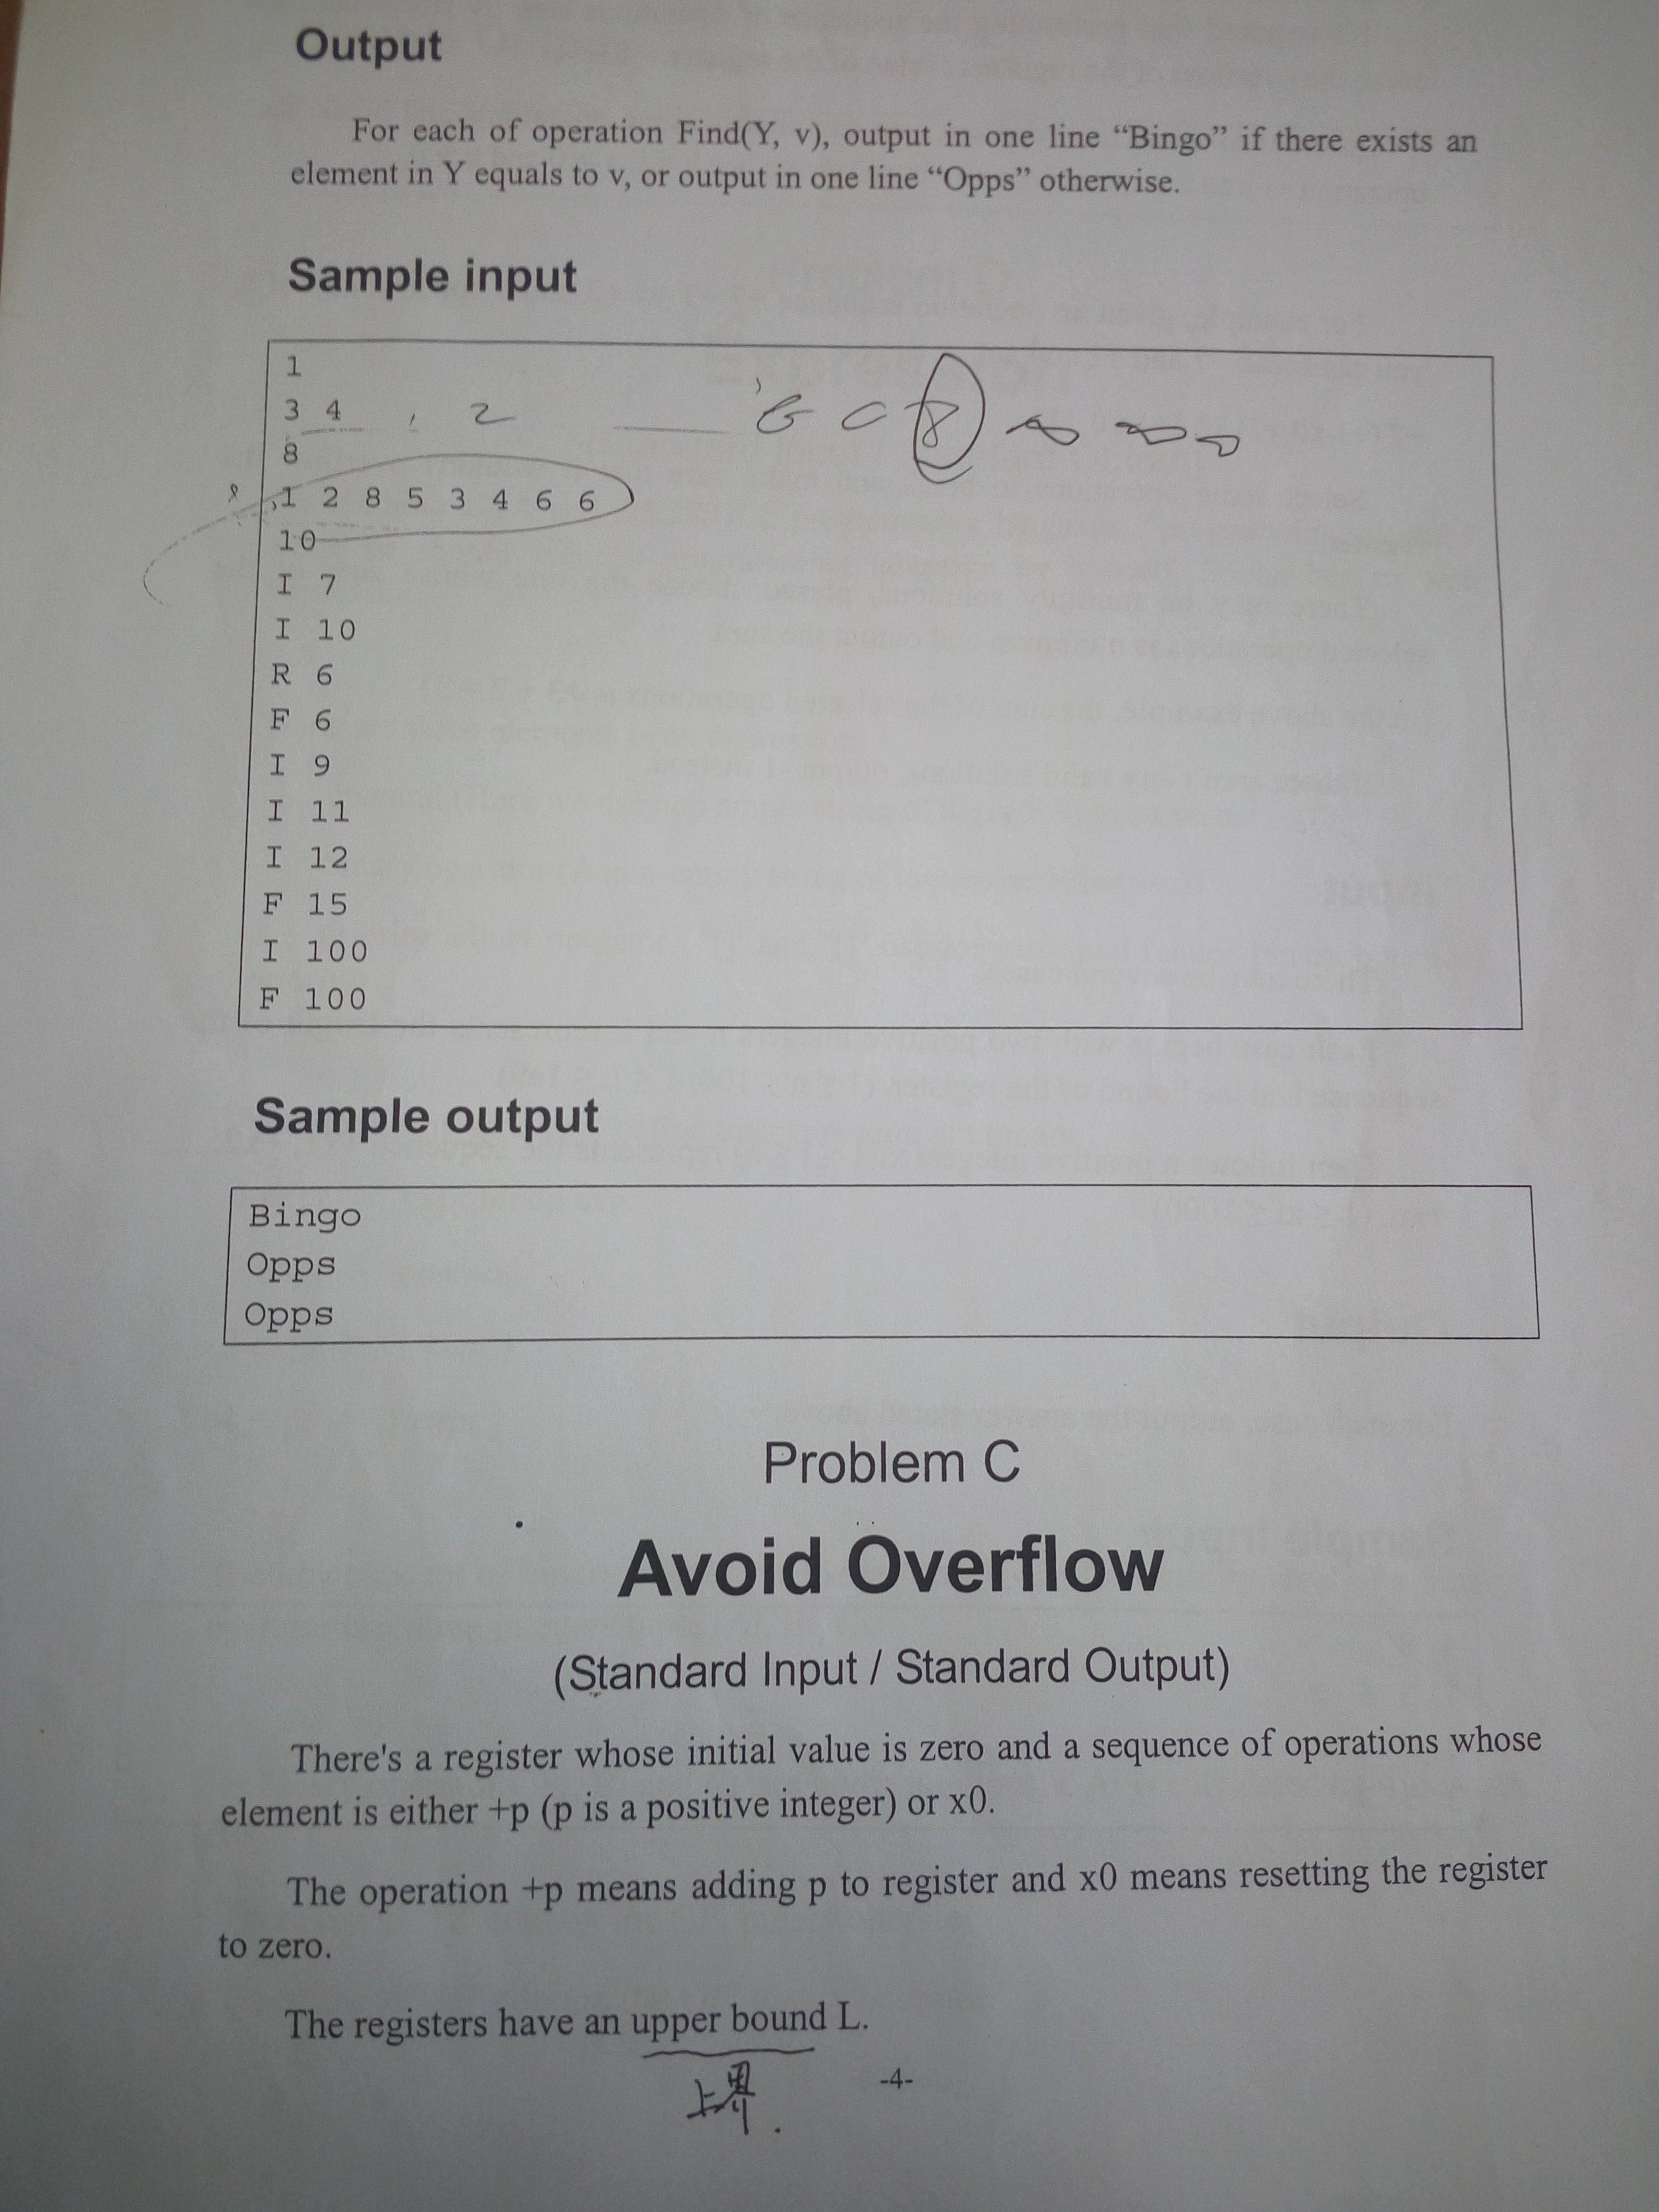 Output
For each of operation Find(Y, v), output in one line “Bingo” if there exists an
element in Y equals to v, or output in one line “Opps” otherwise.
Sample input
1
3 4
8
1 2 8 5 3 4 6 6
10
I 7
I 10
R 6
F 6
I 9
I 11
I 12
F 15
I 100
F 100
Sample output
Bingo
Opps
Opps
Problem C
Avoid Overflow
(Standard Input / Standard Output)
There's a register whose initial value is zero and a sequence of operations whose
element is either +p (p is a positive integer) or x0.
The operation +p means adding p to register and x0 means resetting the register
to zero.
The registers have an upper bound L.
上界
-4-